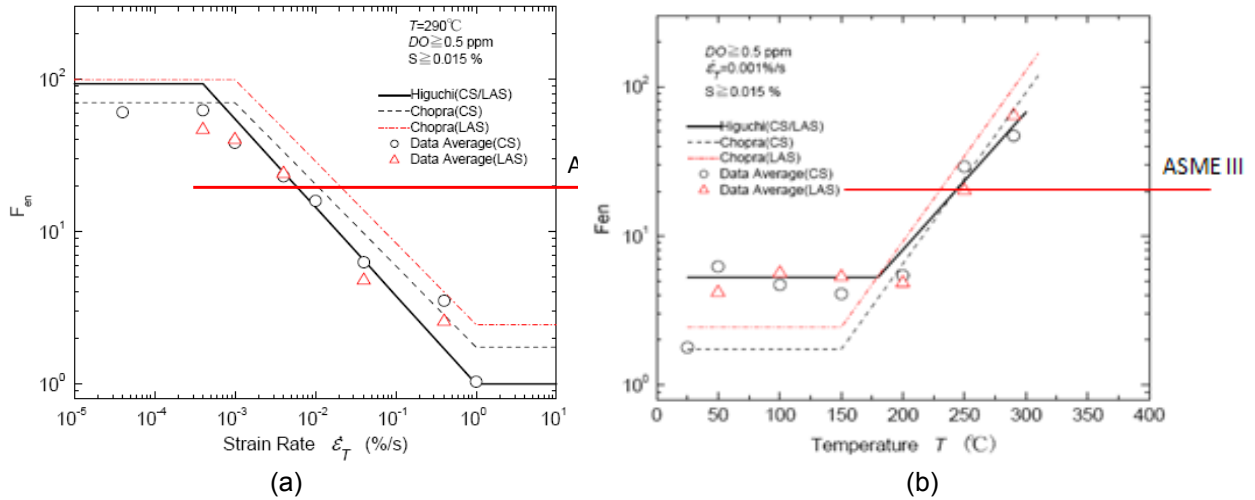 T=290℃
DO≧0.5 ppm
S≧0.015 %
Higuchi(CS/LAS)
Chopra(CS)
Chopra(LAS)
Data Average(CS)
Data Average(LAS)
A
10²
10¹
10⁰
F_en
10⁻⁵ 10⁻⁴ 10⁻³ 10⁻² 10⁻¹ 10⁰ 10¹
Strain Rate ε̇_T (%/s)
(a)
DO≧0.5 ppm
ε̇_T=0.001%/s
S≧0.015 %
Higuchi(CS/LAS)
Chopra(CS)
Chopra(LAS)
Data Average(CS)
Data Average(LAS)
ASME III
10²
10¹
10⁰
Fen
0 50 100 150 200 250 300 350 400
Temperature T (℃)
(b)